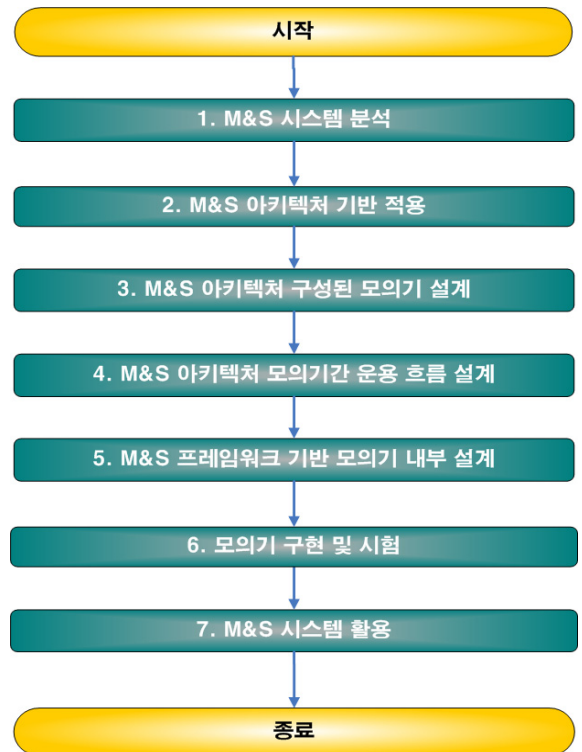 시작
1. M&S 시스템 분석
2. M&S 아키텍처 기반 적용
3. M&S 아키텍처 구성된 모의기 설계
4. M&S 아키텍처 모의기간 운용 흐름 설계
5. M&S 프레임워크 기반 모의기 내부 설계
6. 모의기 구현 및 시험
7. M&S 시스템 활용
종료